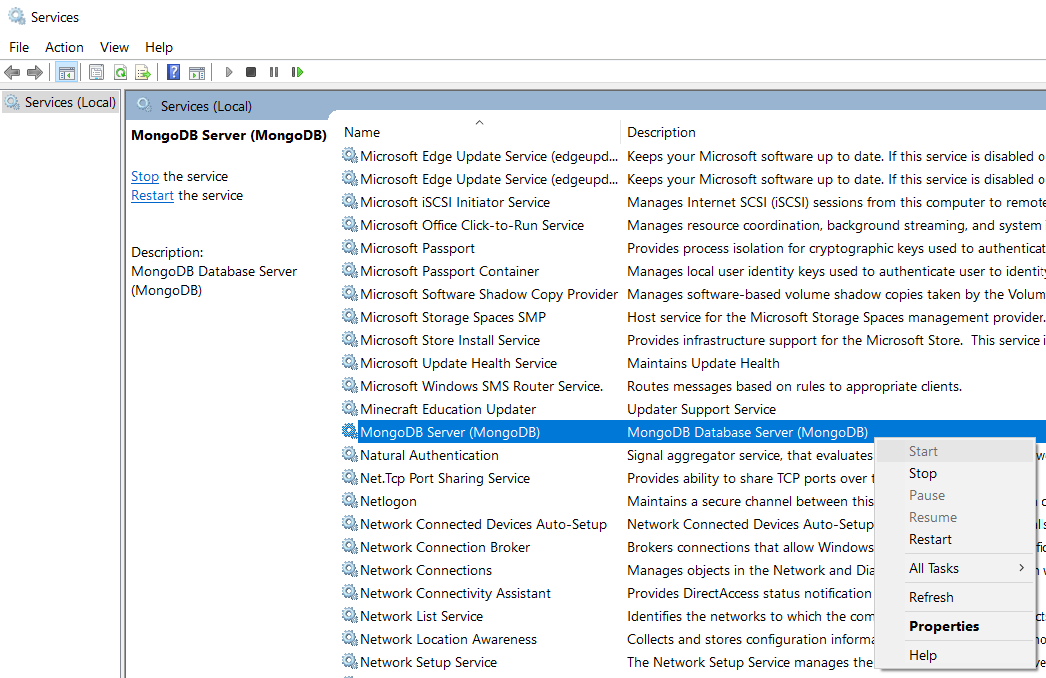 Services
File Action View Help
Services (Local)
Services (Local)
MongoDB Server (MongoDB)
Stop the service
Restart the service
Description:
MongoDB Database Server
(MongoDB)
Name Description
Microsoft Edge Update Service (edgeupd... Keeps your Microsoft software up to date. If this service is disabled o
Microsoft Edge Update Service (edgeupd... Keeps your Microsoft software up to date. If this service is disabled o
Microsoft iSCSI Initiator Service Manages Internet SCSI (iSCSI) sessions from this computer to remote
Microsoft Office Click-to-Run Service Manages resource coordination, background streaming, and system
Microsoft Passport Provides process isolation for cryptographic keys used to authenticat
Microsoft Passport Container Manages local user identity keys used to authenticate user to identit
Microsoft Software Shadow Copy Provider Manages software-based volume shadow copies taken by the Volum
Microsoft Storage Spaces SMP Host service for the Microsoft Storage Spaces management provider.
Microsoft Store Install Service Provides infrastructure support for the Microsoft Store. This service i
Microsoft Update Health Service Maintains Update Health
Microsoft Windows SMS Router Service. Routes messages based on rules to appropriate clients.
Minecraft Education Updater Updater Support Service
MongoDB Server (MongoDB) MongoDB Database Server (MongoDB)
Natural Authentication Signal aggregator service, that evaluates
Net.Tcp Port Sharing Service Provides ability to share TCP ports over
Netlogon Maintains a secure channel between this
Network Connected Devices Auto-Setup Network Connected Devices Auto-Setup
Network Connection Broker Brokers connections that allow Windows
Network Connections Manages objects in the Network and Dia
Network Connectivity Assistant Provides DirectAccess status notification
Network List Service Identifies the networks to which the com
Network Location Awareness Collects and stores configuration informa
Network Setup Service The Network Setup Service manages the
Start
Stop
Pause
Resume
Restart
All Tasks
Refresh
Properties
Help